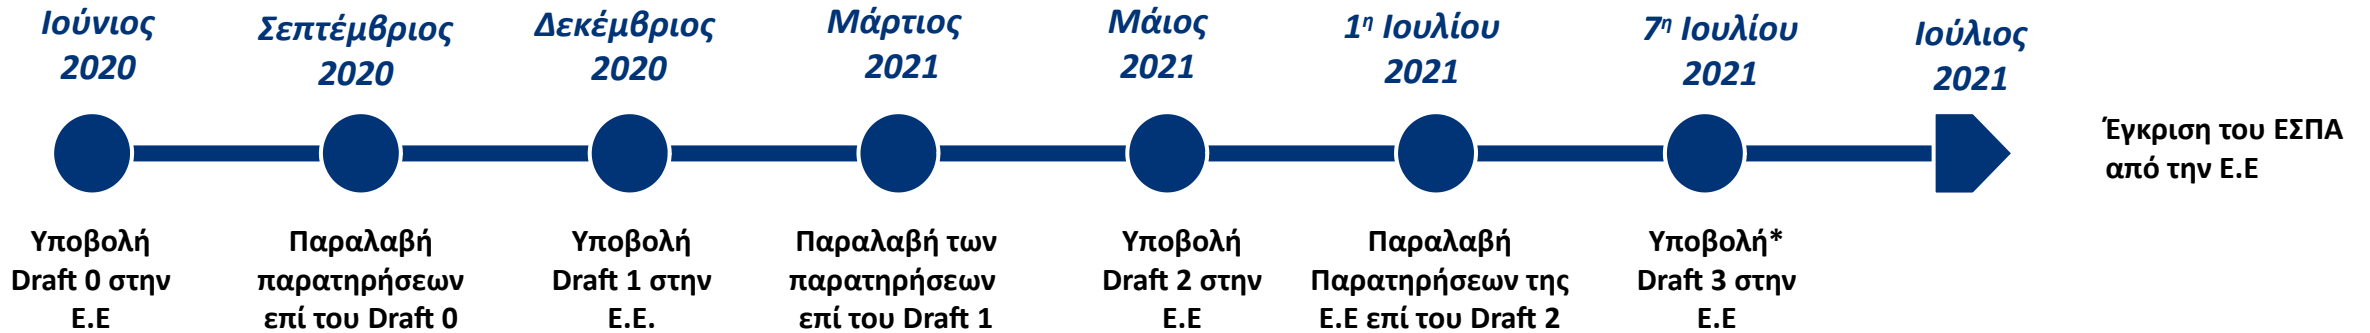 Ιούνιος
2020
Σεπτέμβριος
2020
Δεκέμβριος
2020
Μάρτιος
2021
Μάιος
2021
1η Ιουλίου
2021
7η Ιουλίου
2021
Ιούλιος
2021
Έγκριση του ΕΣΠΑ
από την Ε.Ε
Υποβολή
Draft 0 στην
Ε.Ε
Παραλαβή
παρατηρήσεων
επί του Draft 0
Υποβολή
Draft 1 στην
Ε.Ε.
Παραλαβή των
παρατηρήσεων
επί του Draft 1
Υποβολή
Draft 2 στην
Ε.Ε
Παραλαβή
Παρατηρήσεων της
Ε.Ε επί του Draft 2
Υποβολή*
Draft 3 στην
Ε.Ε